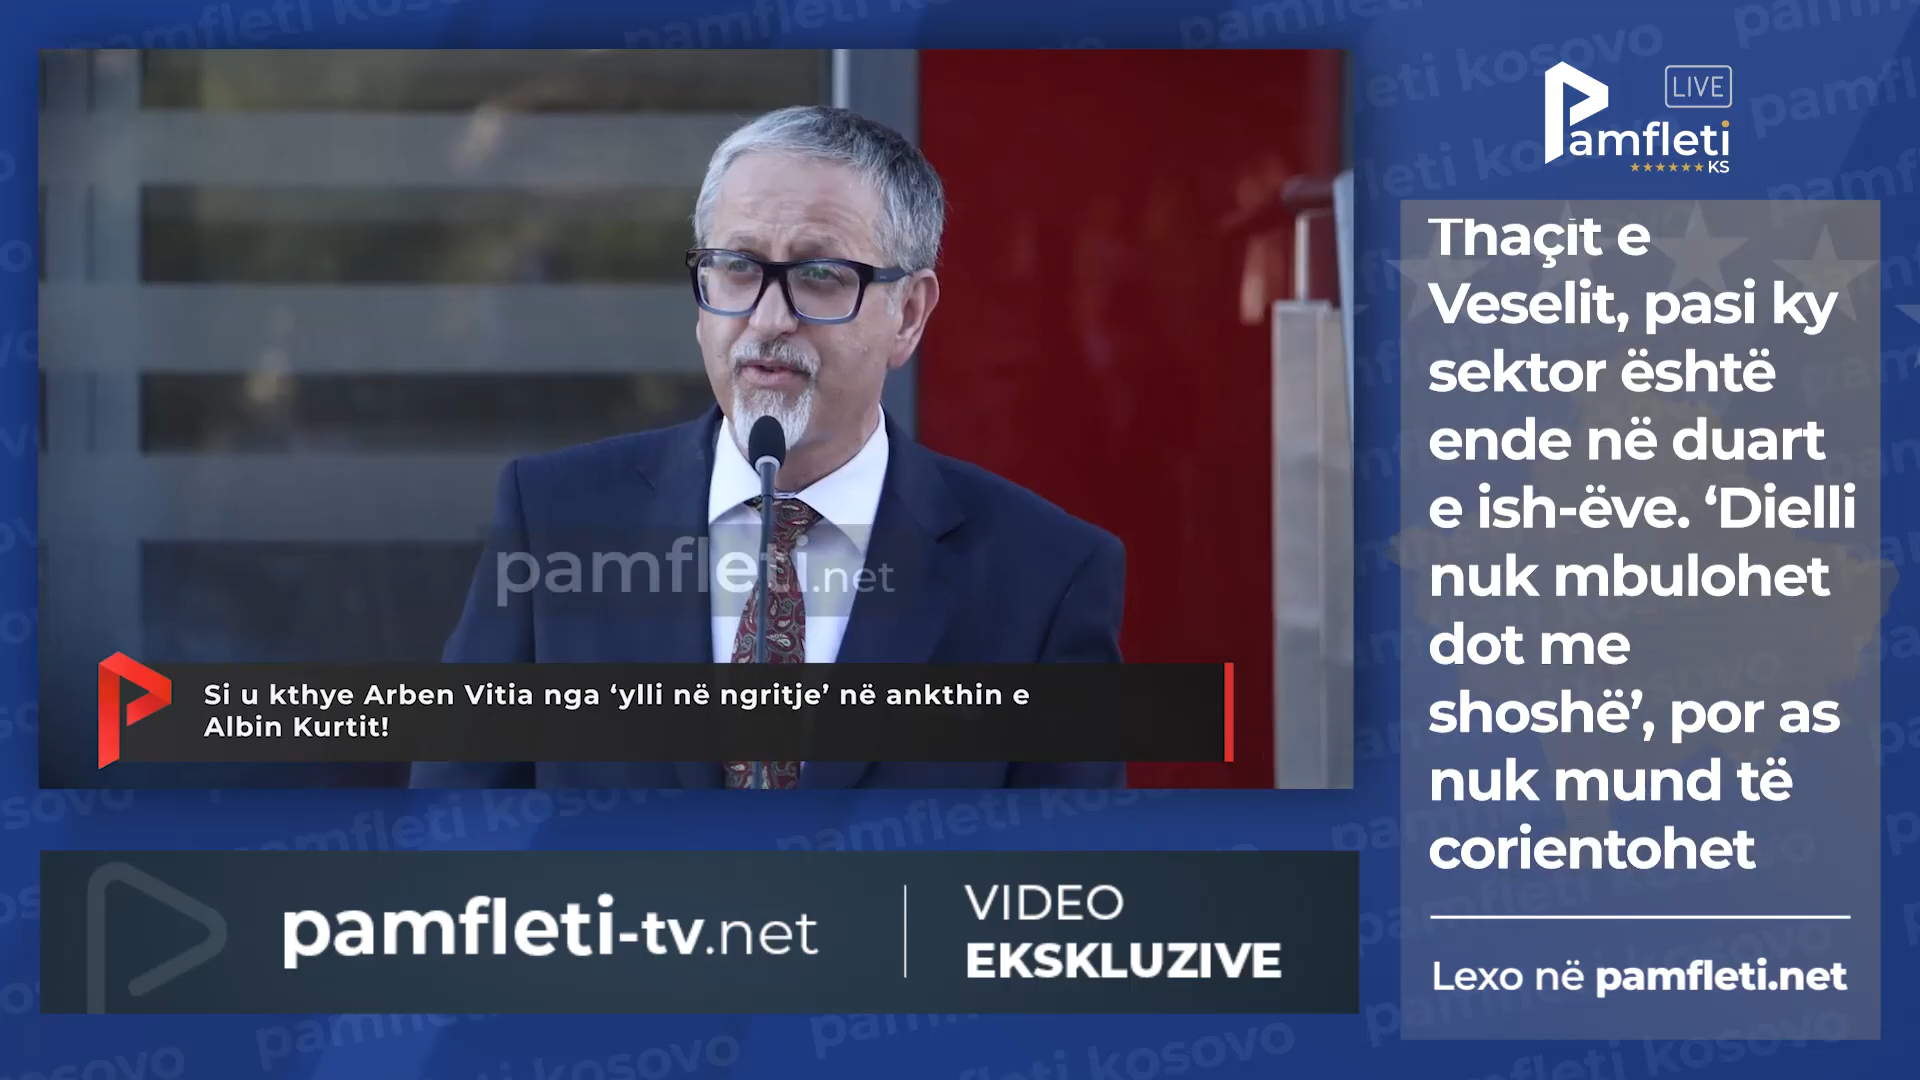 LIVE
Pamfleti
KS
Thaçit e
Veselit, pasi ky
sektor është
ende në duart
e ish-ëve. ‘Dielli
nuk mbulohet
dot me
shoshë’, por as
nuk mund të
corientohet
Lexo në pamfleti.net
pamfleti.net
Si u kthye Arben Vitia nga ‘ylli në ngritje’ në ankthin e
Albin Kurtit!
pamfleti-tv.net
VIDEO
EKSKLUZIVE